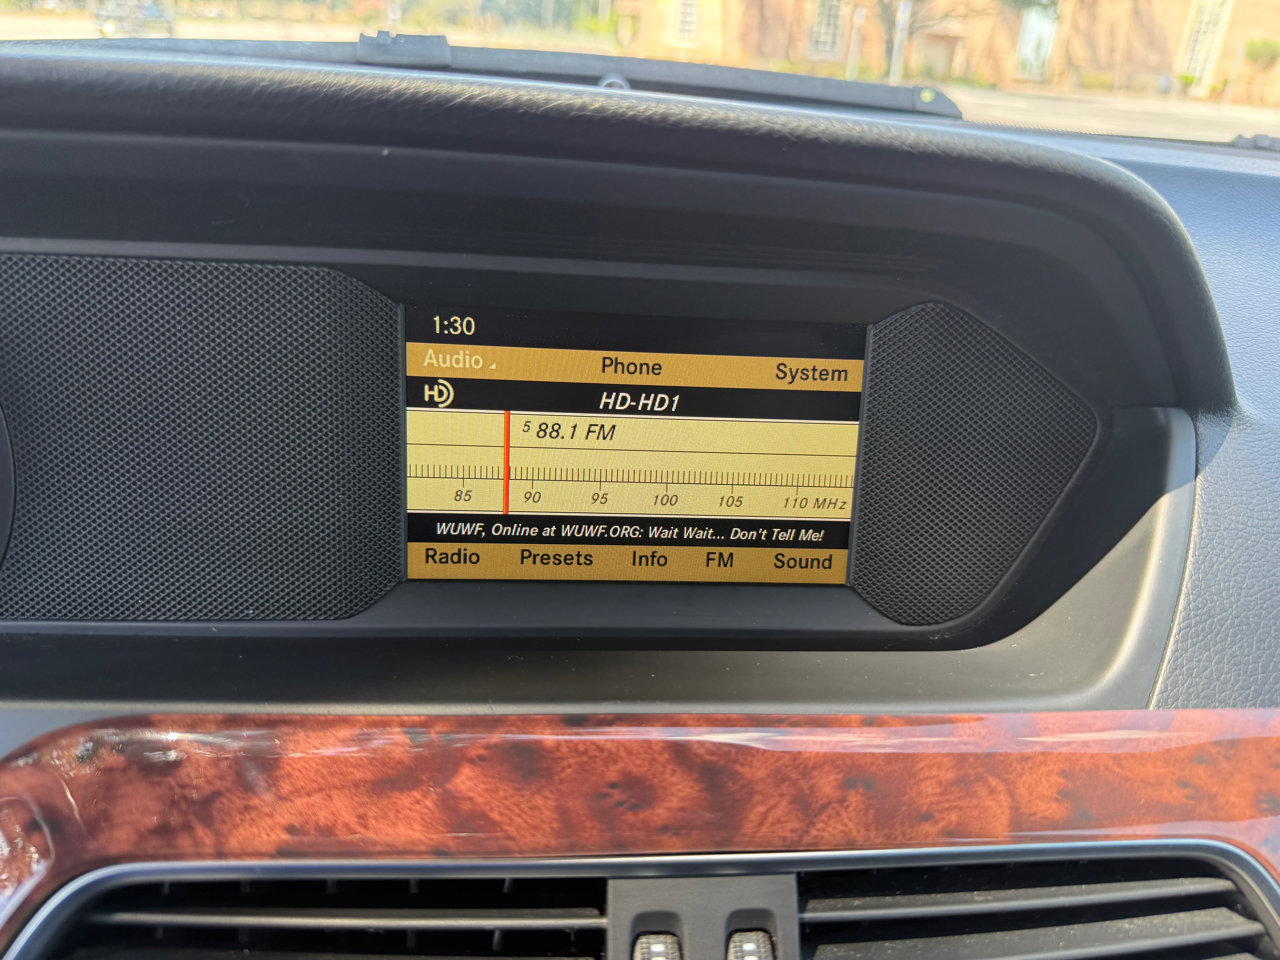 1:30
Audio Phone System
HD HD-HD1
5 88.1 FM
85 90 95 100 105 110 MHz
WUWF, Online at WUWF.ORG: Wait Wait... Don't Tell Me!
Radio Presets Info FM Sound